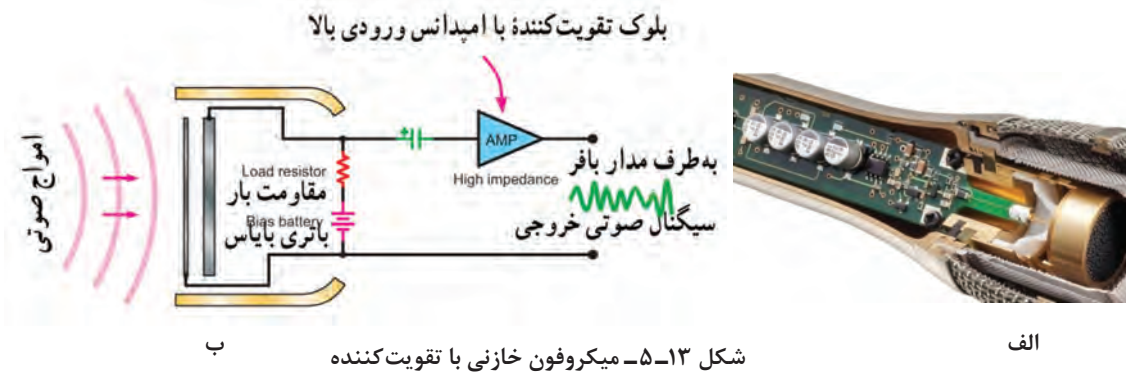 بلوک تقویت‌کنندۀ با امپدانس ورودی بالا
امواج صوتی
AMP
High impedance
Load resistor
مقاومت بار
Bias battery
باتری بایاس
به‌طرف مدار بافر
سیگنال صوتی خروجی
الف
ب
شکل ۱۳ـ۵ـ میکروفون خازنی با تقویت‌کننده